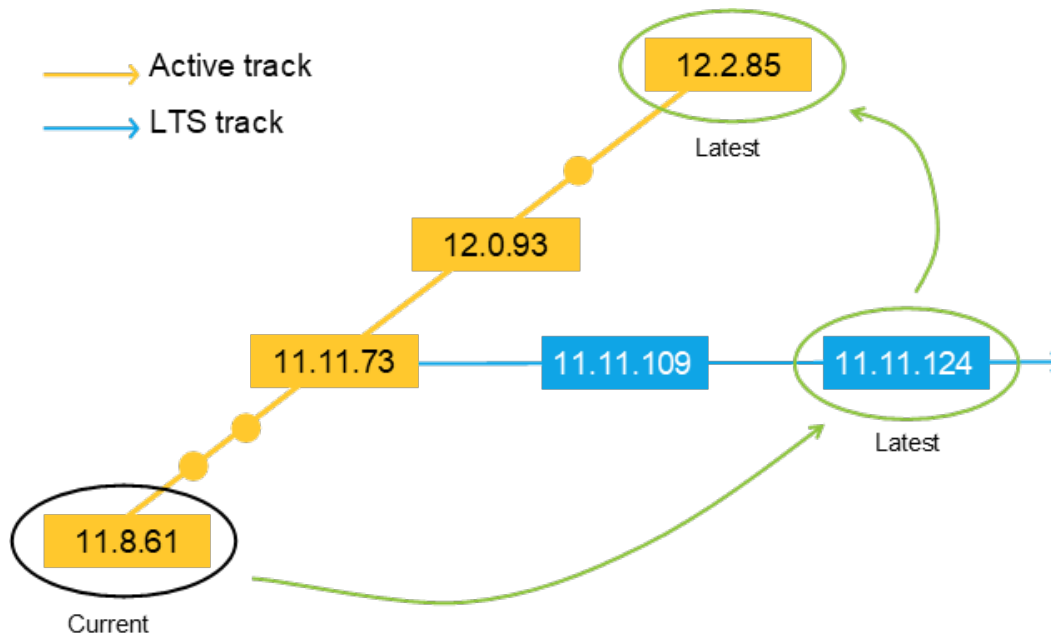 Active track
LTS track
12.2.85
Latest
12.0.93
11.11.73
11.11.109
11.11.124
Latest
11.8.61
Current